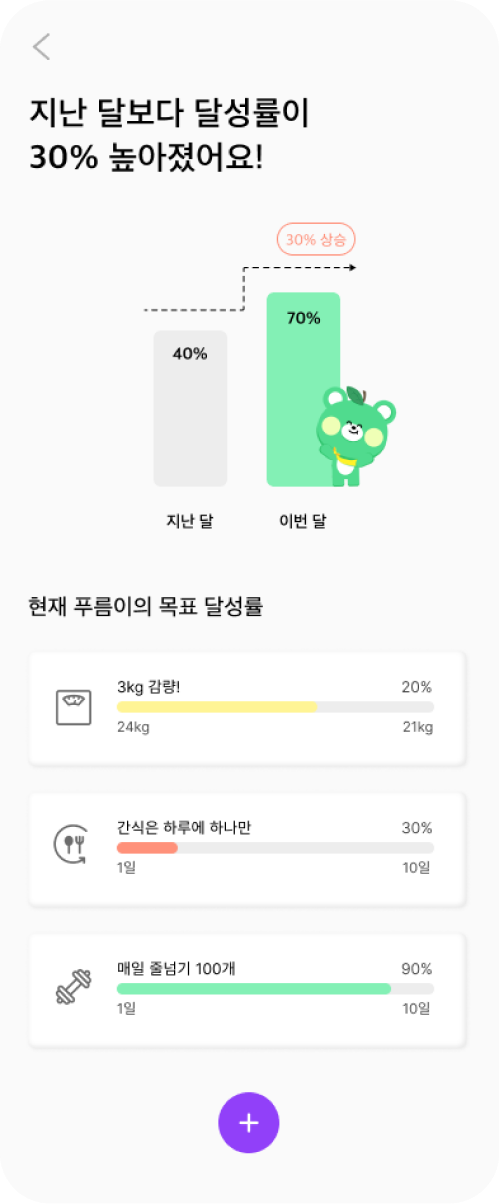 지난 달보다 달성률이
30% 높아졌어요!
30% 상승
70%
40%
지난 달
이번 달
현재 푸름이의 목표 달성률
3kg 감량!
20%
24kg
21kg
간식은 하루에 하나만
30%
1일
10일
매일 줄넘기 100개
90%
1일
10일